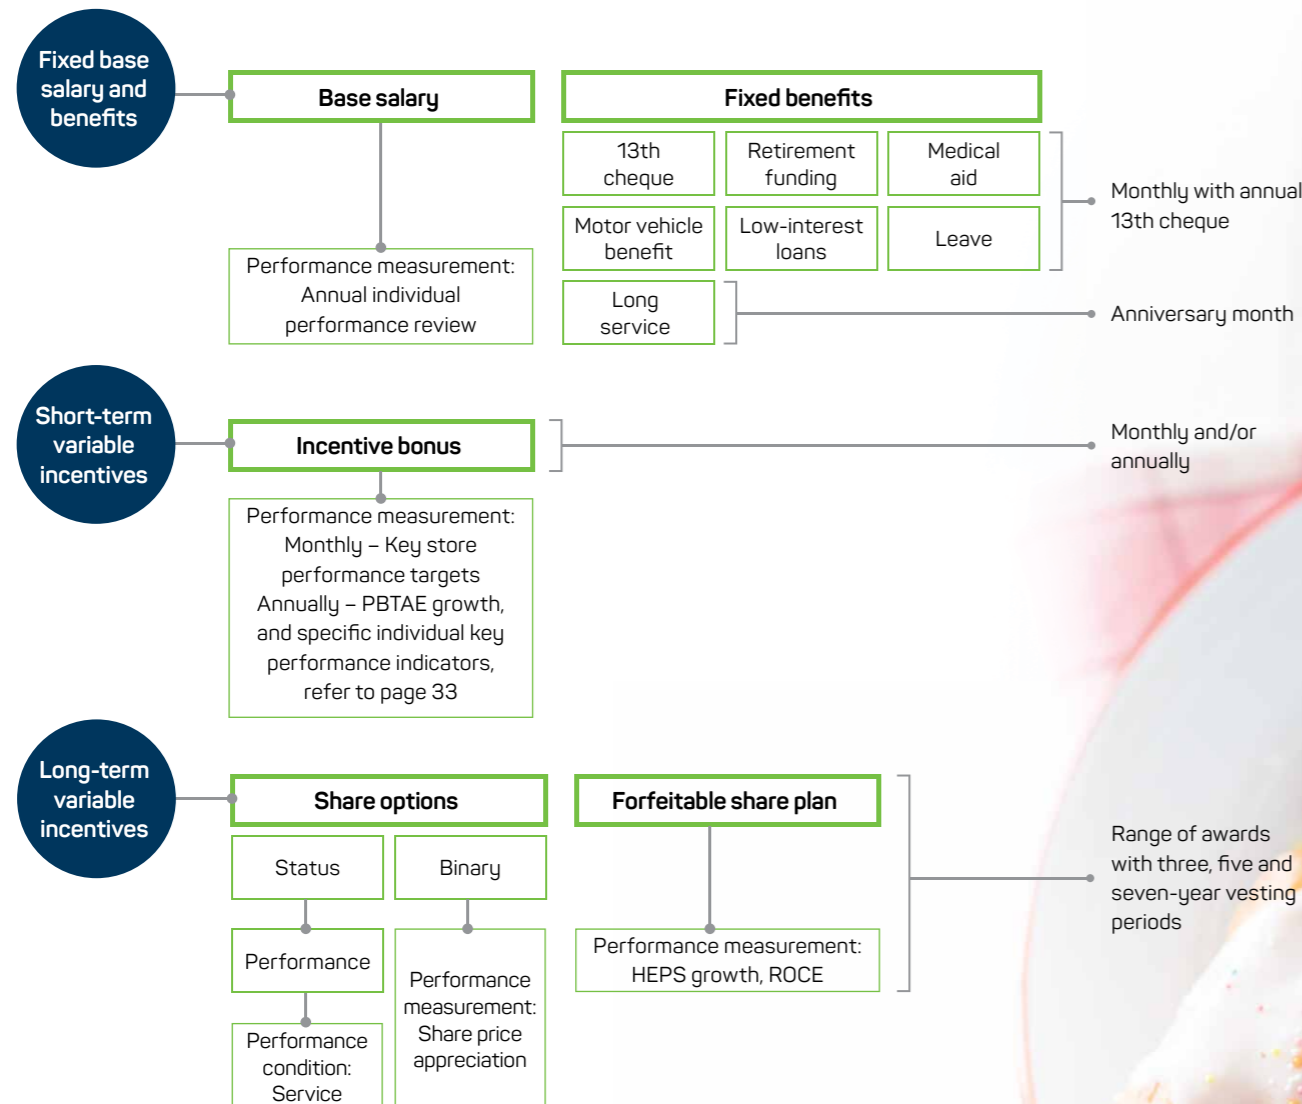 Fixed base
salary and
benefits
Base salary
Fixed benefits
13th
cheque
Retirement
funding
Medical
aid
Motor vehicle
benefit
Low-interest
loans
Leave
Monthly with annual
13th cheque
Performance measurement:
Annual individual
performance review
Long
service
Anniversary month
Short-term
variable
incentives
Incentive bonus
Monthly and/or
annually
Performance measurement:
Monthly – Key store
performance targets
Annually – PBTAE growth,
and specific individual key
performance indicators,
refer to page 33
Long-term
variable
incentives
Share options
Forfeitable share plan
Status
Binary
Range of awards
with three, five and
seven-year vesting
periods
Performance
Performance
measurement:
Share price
appreciation
Performance measurement:
HEPS growth, ROCE
Performance
condition:
Service